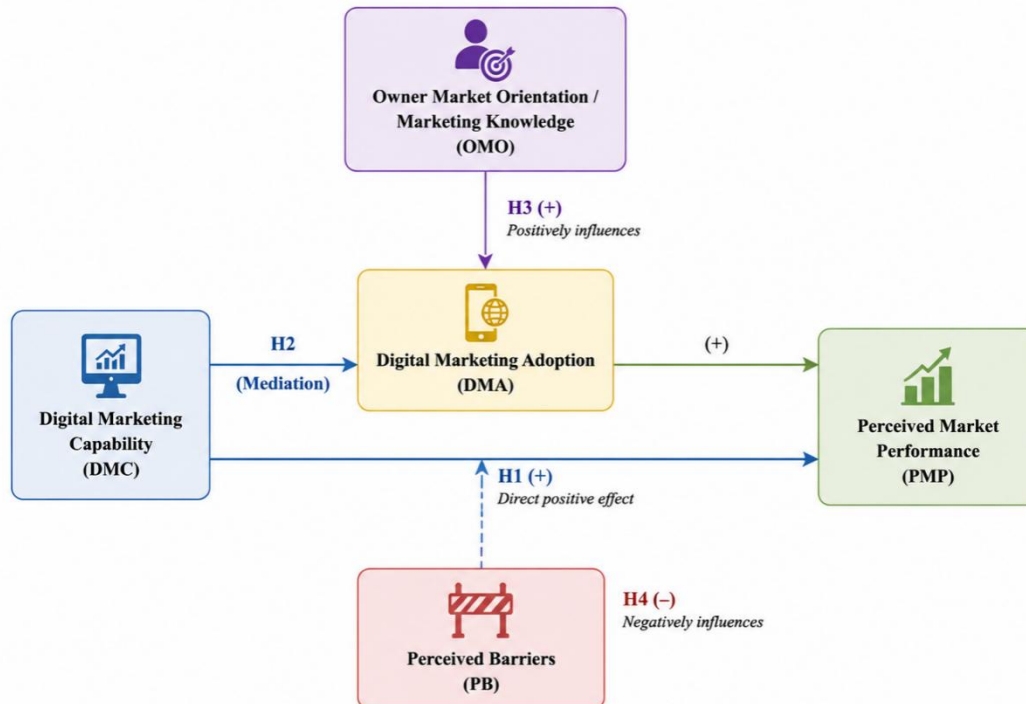 Owner Market Orientation /
Marketing Knowledge
(OMO)
H3 (+)
Positively influences
H2
(Mediation)
Digital Marketing Adoption
(DMA)
(+)
Digital Marketing
Capability
(DMC)
Perceived Market
Performance
(PMP)
H1 (+)
Direct positive effect
H4 (–)
Negatively influences
Perceived Barriers
(PB)